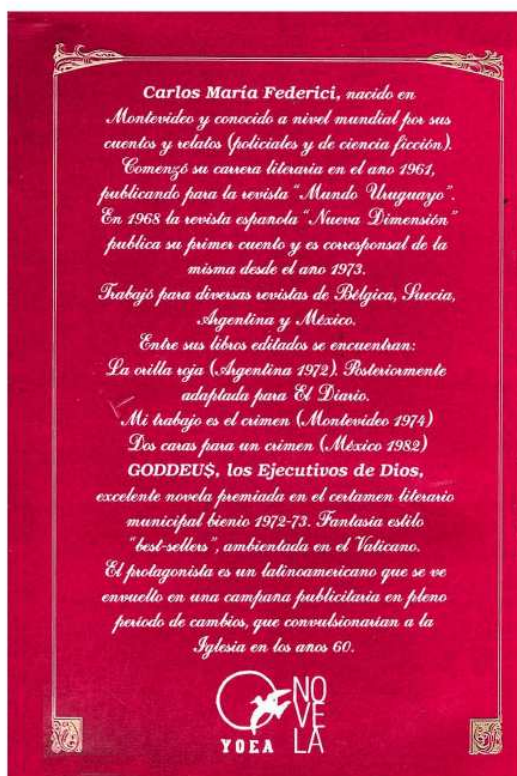 Carlos María Federici, nacido en
Montevideo y conocido a nivel mundial por sus
cuentos y relatos (policiales y de ciencia ficción).
Comenzó su carrera literaria en el ano 1961,
publicando para la revista "Mundo Uruguayo".
En 1968 la revista espanola "Nueva Dimensión"
publica su primer cuento y es corresponsal de la
misma desde el ano 1973.
Trabajó para diversas revistas de Bélgica, Suecia,
Argentina y México.
Entre sus libros editados se encuentran:
La orilla roja (Argentina 1972). Posteriormente
adaptada para El Diario.
Mi trabajo es el crimen (Montevideo 1974)
Dos caras para un crimen (México 1982)
GODDEU$, los Ejecutivos de Dios,
excelente novela premiada en el certamen literario
municipal bienio 1972-73. Fantasía estilo
"best-sellers", ambientada en el Vaticano.
El protagonista es un latinoamericano que se ve
envuelto en una campana publicitaria en pleno
período de cambios, que convulsionarian a la
Iglesia en los anos 60.
YOEA
NO
VE
LA